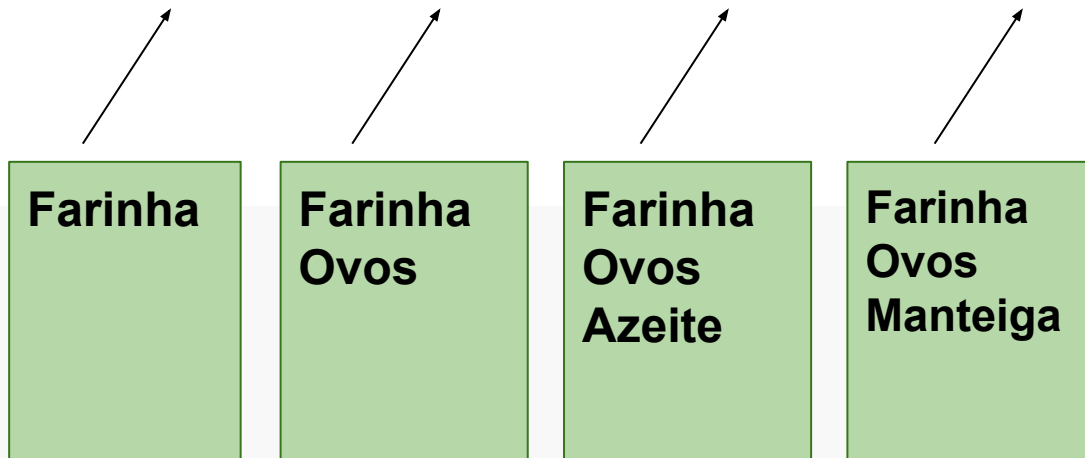 Farinha
Farinha
Ovos
Farinha
Ovos
Azeite
Farinha
Ovos
Manteiga